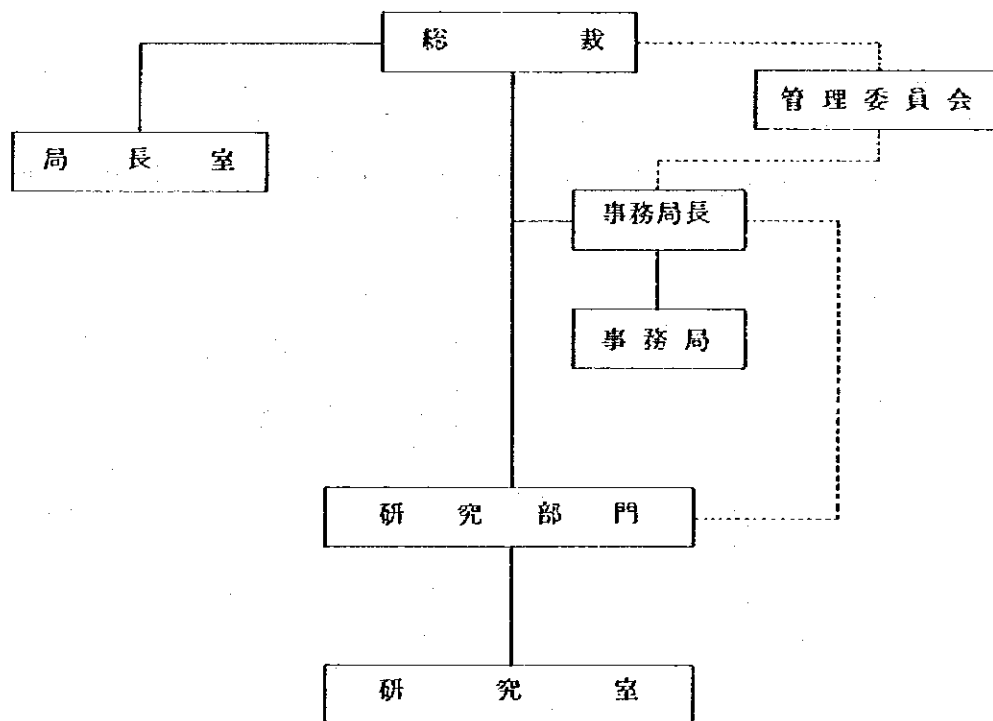 総裁
管理委員会
局長室
事務局長
事務局
研究部門
研究室